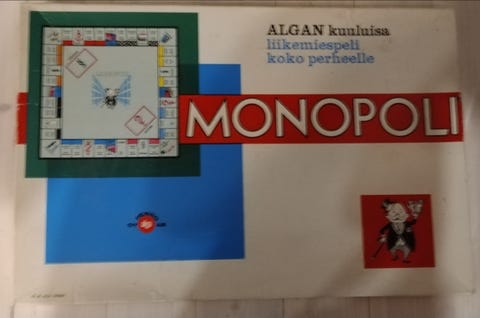 ALGAN kuuluisa
liikemiespeli
koko perheelle
MONOPOLI